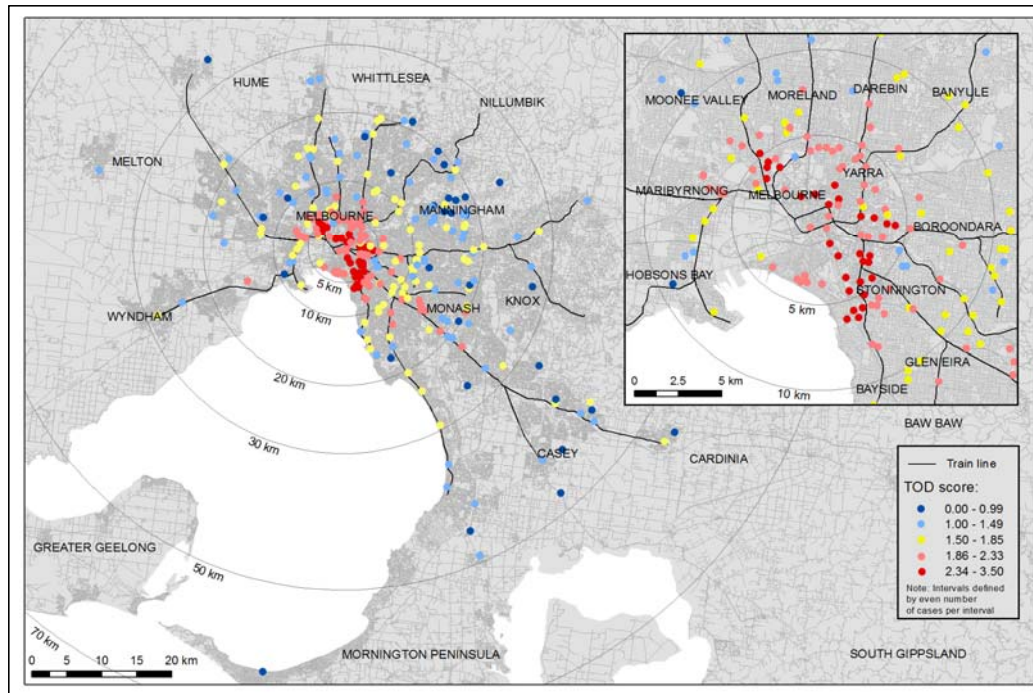 HUME
WHITTLESEA
NILLUMBIK
MELTON
MELBOURNE
MANNINGHAM
5 km
10 km
KNOX
WYNDHAM
MONASH
20 km
30 km
CASEY
CARDINIA
GREATER GEELONG
50 km
70 km
MORNINGTON PENINSULA
SOUTH GIPPSLAND
BAW BAW
0 5 10 15 20 km
MOONEE VALLEY
MORELAND
DAREBIN
BANYULE
YARRA
MARIBYRNONG
MELBOURNE
BOROONDARA
HOBSONS BAY
STONNINGTON
5 km
GLEN EIRA
0 2.5 5 km
10 km
BAYSIDE
Train line
TOD score:
0.00 - 0.99
1.00 - 1.49
1.50 - 1.85
1.86 - 2.33
2.34 - 3.50
Note: Intervals defined
by even number
of cases per interval